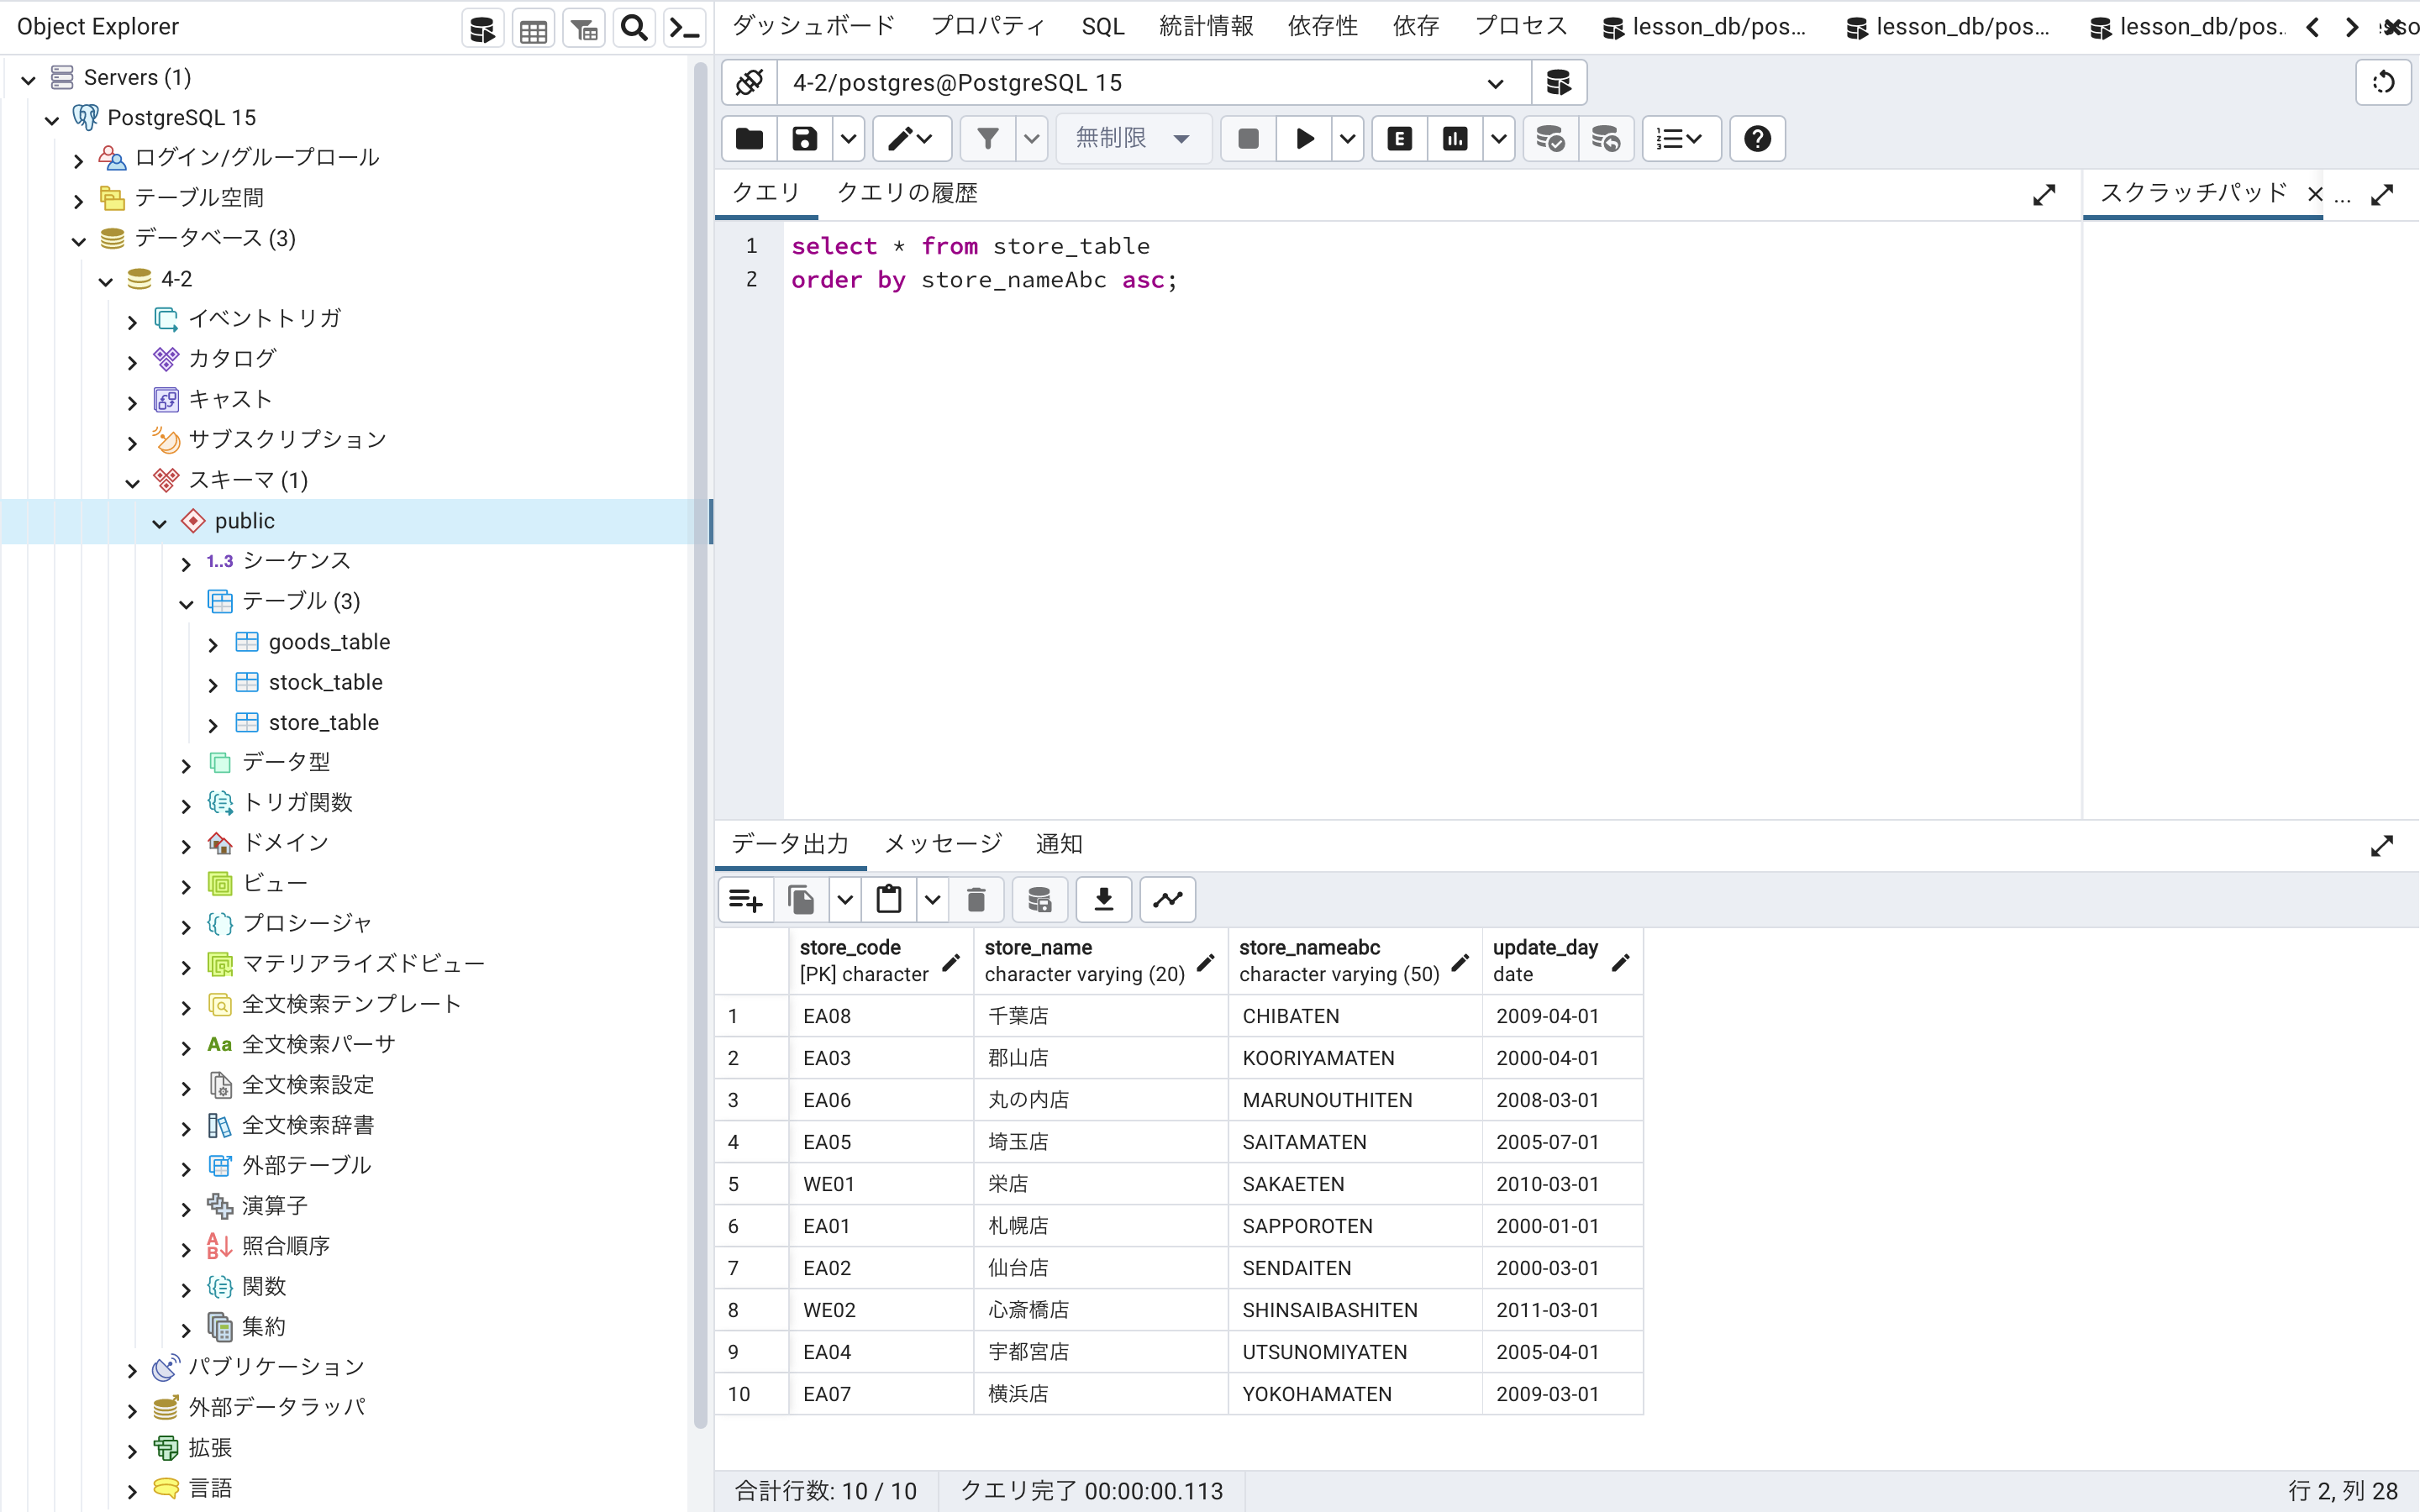 Object Explorer
Servers (1)
PostgreSQL 15
ログイン/グループロール
テーブル空間
データベース (3)
4-2
イベントトリガ
カタログ
キャスト
サブスクリプション
スキーマ (1)
public
1..3 シーケンス
テーブル (3)
goods_table
stock_table
store_table
データ型
トリガ関数
ドメイン
ビュー
プロシージャ
マテリアライズドビュー
全文検索テンプレート
Aa 全文検索パーサ
全文検索設定
全文検索辞書
外部テーブル
演算子
照合順序
関数
集約
パブリケーション
外部データラッパ
拡張
言語
ダッシュボード プロパティ SQL 統計情報 依存性 依存 プロセス lesson_db/pos... lesson_db/pos... lesson_db/pos..
4-2/postgres@PostgreSQL 15
無制限
クエリ クエリの履歴
スクラッチパッド ...
1 select * from store_table
2 order by store_nameAbc asc;
データ出力 メッセージ 通知
store_code store_name store_nameabc update_day
[PK] character character varying (20) character varying (50) date
1 EA08 千葉店 CHIBATEN 2009-04-01
2 EA03 郡山店 KOORIYAMATEN 2000-04-01
3 EA06 丸の内店 MARUNOUTHITEN 2008-03-01
4 EA05 埼玉店 SAITAMATEN 2005-07-01
5 WE01 栄店 SAKAETEN 2010-03-01
6 EA01 札幌店 SAPPOROTEN 2000-01-01
7 EA02 仙台店 SENDAITEN 2000-03-01
8 WE02 心斎橋店 SHINSAIBASHITEN 2011-03-01
9 EA04 宇都宮店 UTSUNOMIYATEN 2005-04-01
10 EA07 横浜店 YOKOHAMATEN 2009-03-01
合計行数: 10 / 10 クエリ完了 00:00:00.113
行 2, 列 28